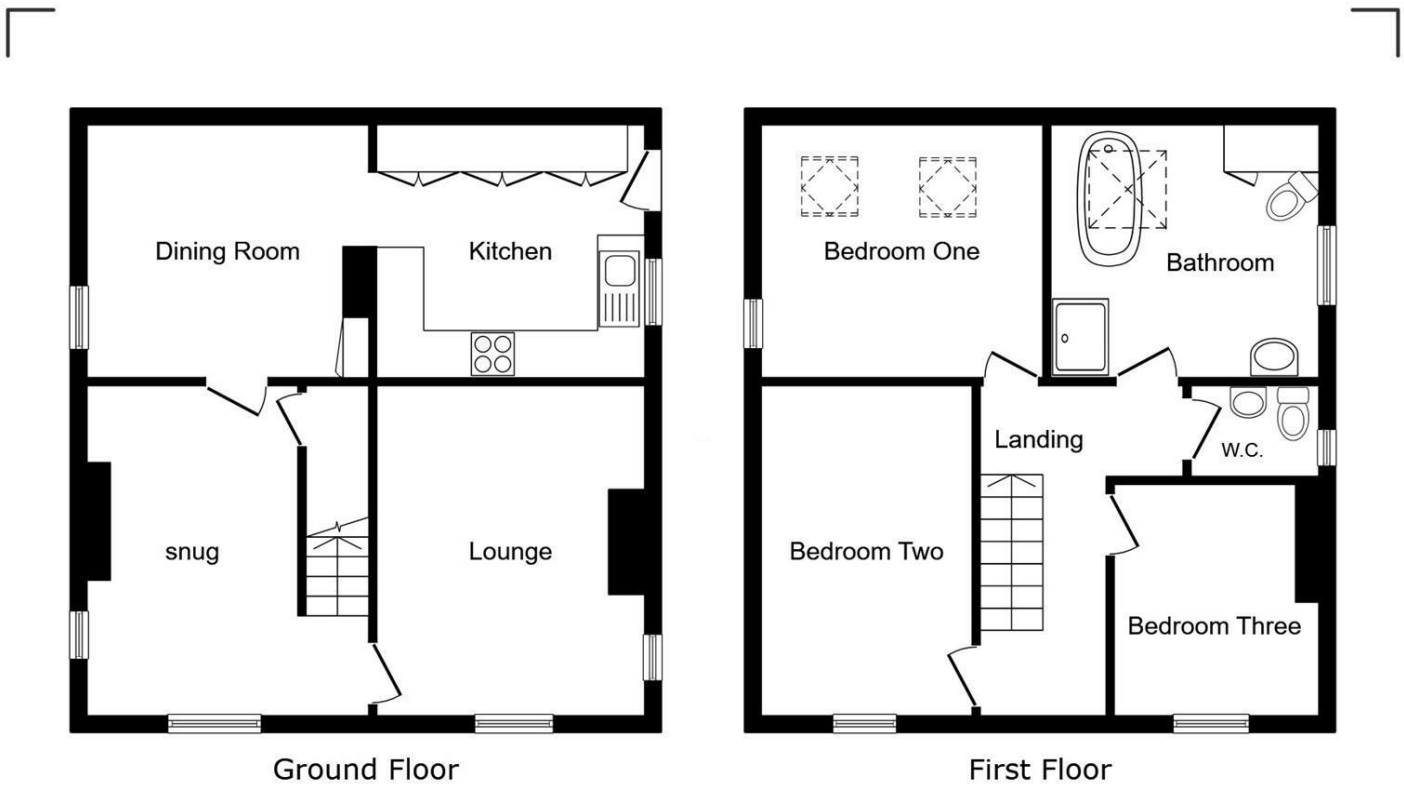 Dining Room
Kitchen
snug
Lounge
Ground Floor
Bedroom One
Bathroom
Landing
W.C.
Bedroom Two
Bedroom Three
First Floor